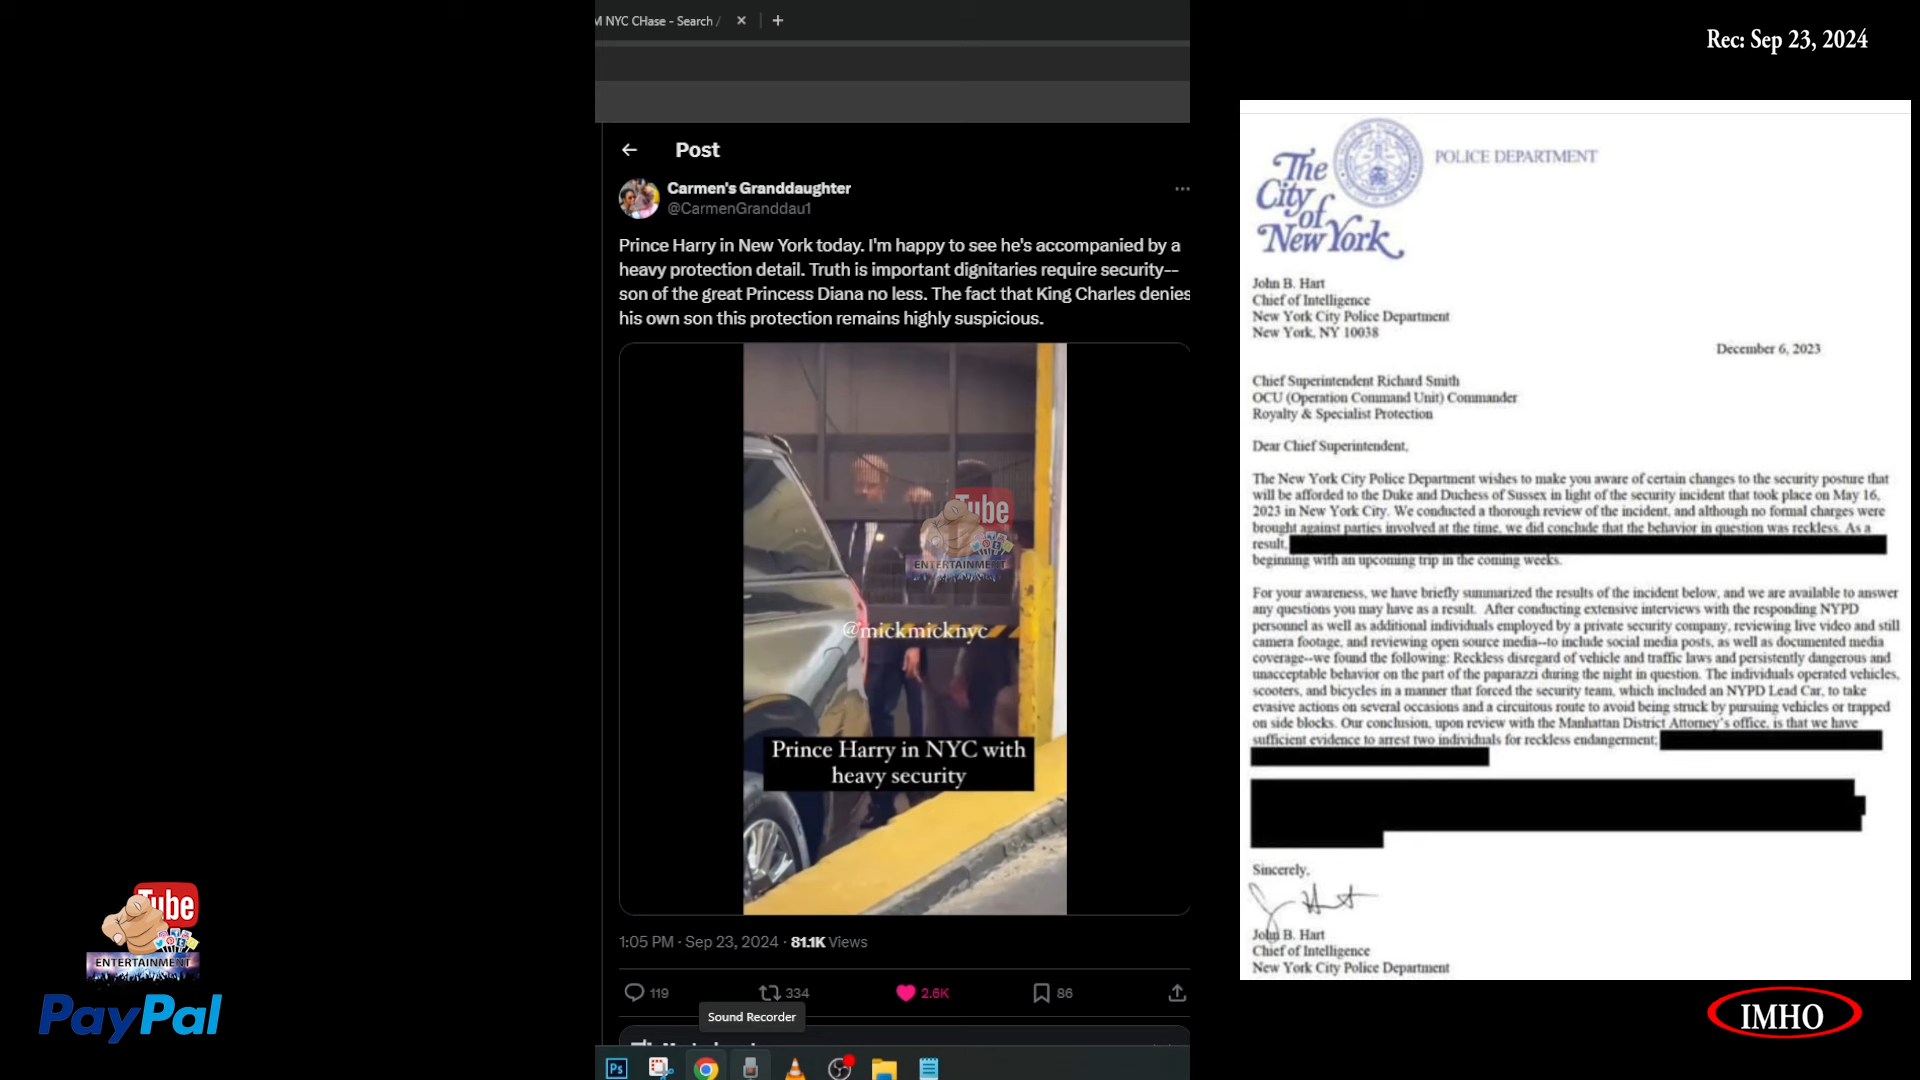 NYC CHase - Search /
Post
Carmen's Granddaughter
@CarmenGranddau1
Prince Harry in New York today. I'm happy to see he's accompanied by a
heavy protection detail. Truth is important dignitaries require security--
son of the great Princess Diana no less. The fact that King Charles denies
his own son this protection remains highly suspicious.
Tube
ENTERTAINMENT
@mickmicknyc
Prince Harry in NYC with
heavy security
1:05 PM · Sep 23, 2024 · 81.1K Views
119
334
2.6K
86
Sound Recorder
Ps
Tube
ENTERTAINMENT
PayPal
Rec: Sep 23, 2024
The
City
of
New York
POLICE DEPARTMENT
John B. Hart
Chief of Intelligence
New York City Police Department
New York, NY 10038
December 6, 2023
Chief Superintendent Richard Smith
OCU (Operation Command Unit) Commander
Royalty & Specialist Protection
Dear Chief Superintendent,
The New York City Police Department wishes to make you aware of certain changes to the security posture that
will be afforded to the Duke and Duchess of Sussex in light of the security incident that took place on May 16,
2023 in New York City. We conducted a thorough review of the incident, and although no formal charges were
brought against parties involved at the time, we did conclude that the behavior in question was reckless. As a
result,
beginning with an upcoming trip in the coming weeks.
For your awareness, we have briefly summarized the results of the incident below, and we are available to answer
any questions you may have as a result. After conducting extensive interviews with the responding NYPD
personnel as well as additional individuals employed by a private security company, reviewing live video and still
camera footage, and reviewing open source media--to include social media posts, as well as documented media
coverage--we found the following: Reckless disregard of vehicle and traffic laws and persistently dangerous and
unacceptable behavior on the part of the paparazzi during the night in question. The individuals operated vehicles,
scooters, and bicycles in a manner that forced the security team, which included an NYPD Lead Car, to take
evasive actions on several occasions and a circuitous route to avoid being struck by pursuing vehicles or trapped
on side blocks. Our conclusion, upon review with the Manhattan District Attorney's office, is that we have
sufficient evidence to arrest two individuals for reckless endangerment;
Sincerely,
John B. Hart
Chief of Intelligence
New York City Police Department
IMHO